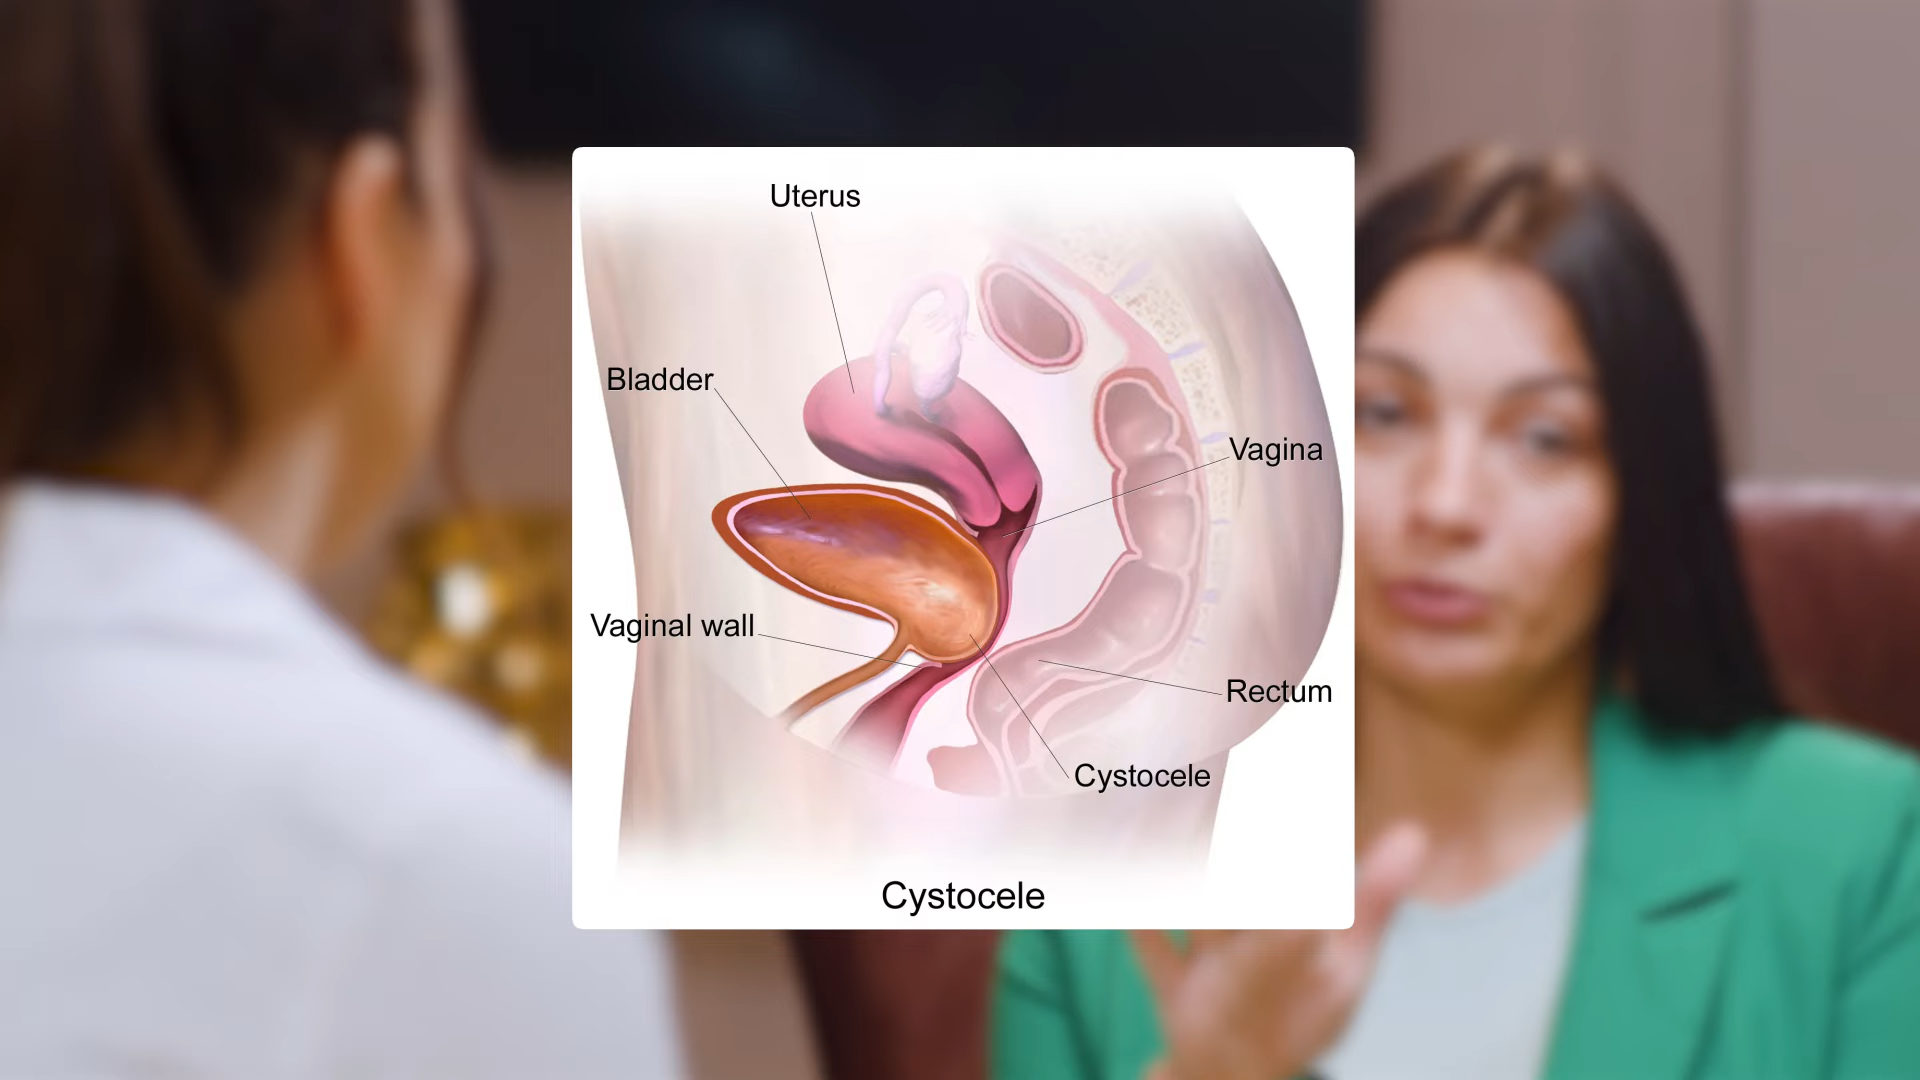 Uterus
Bladder
Vagina
Vaginal wall
Rectum
Cystocele
Cystocele